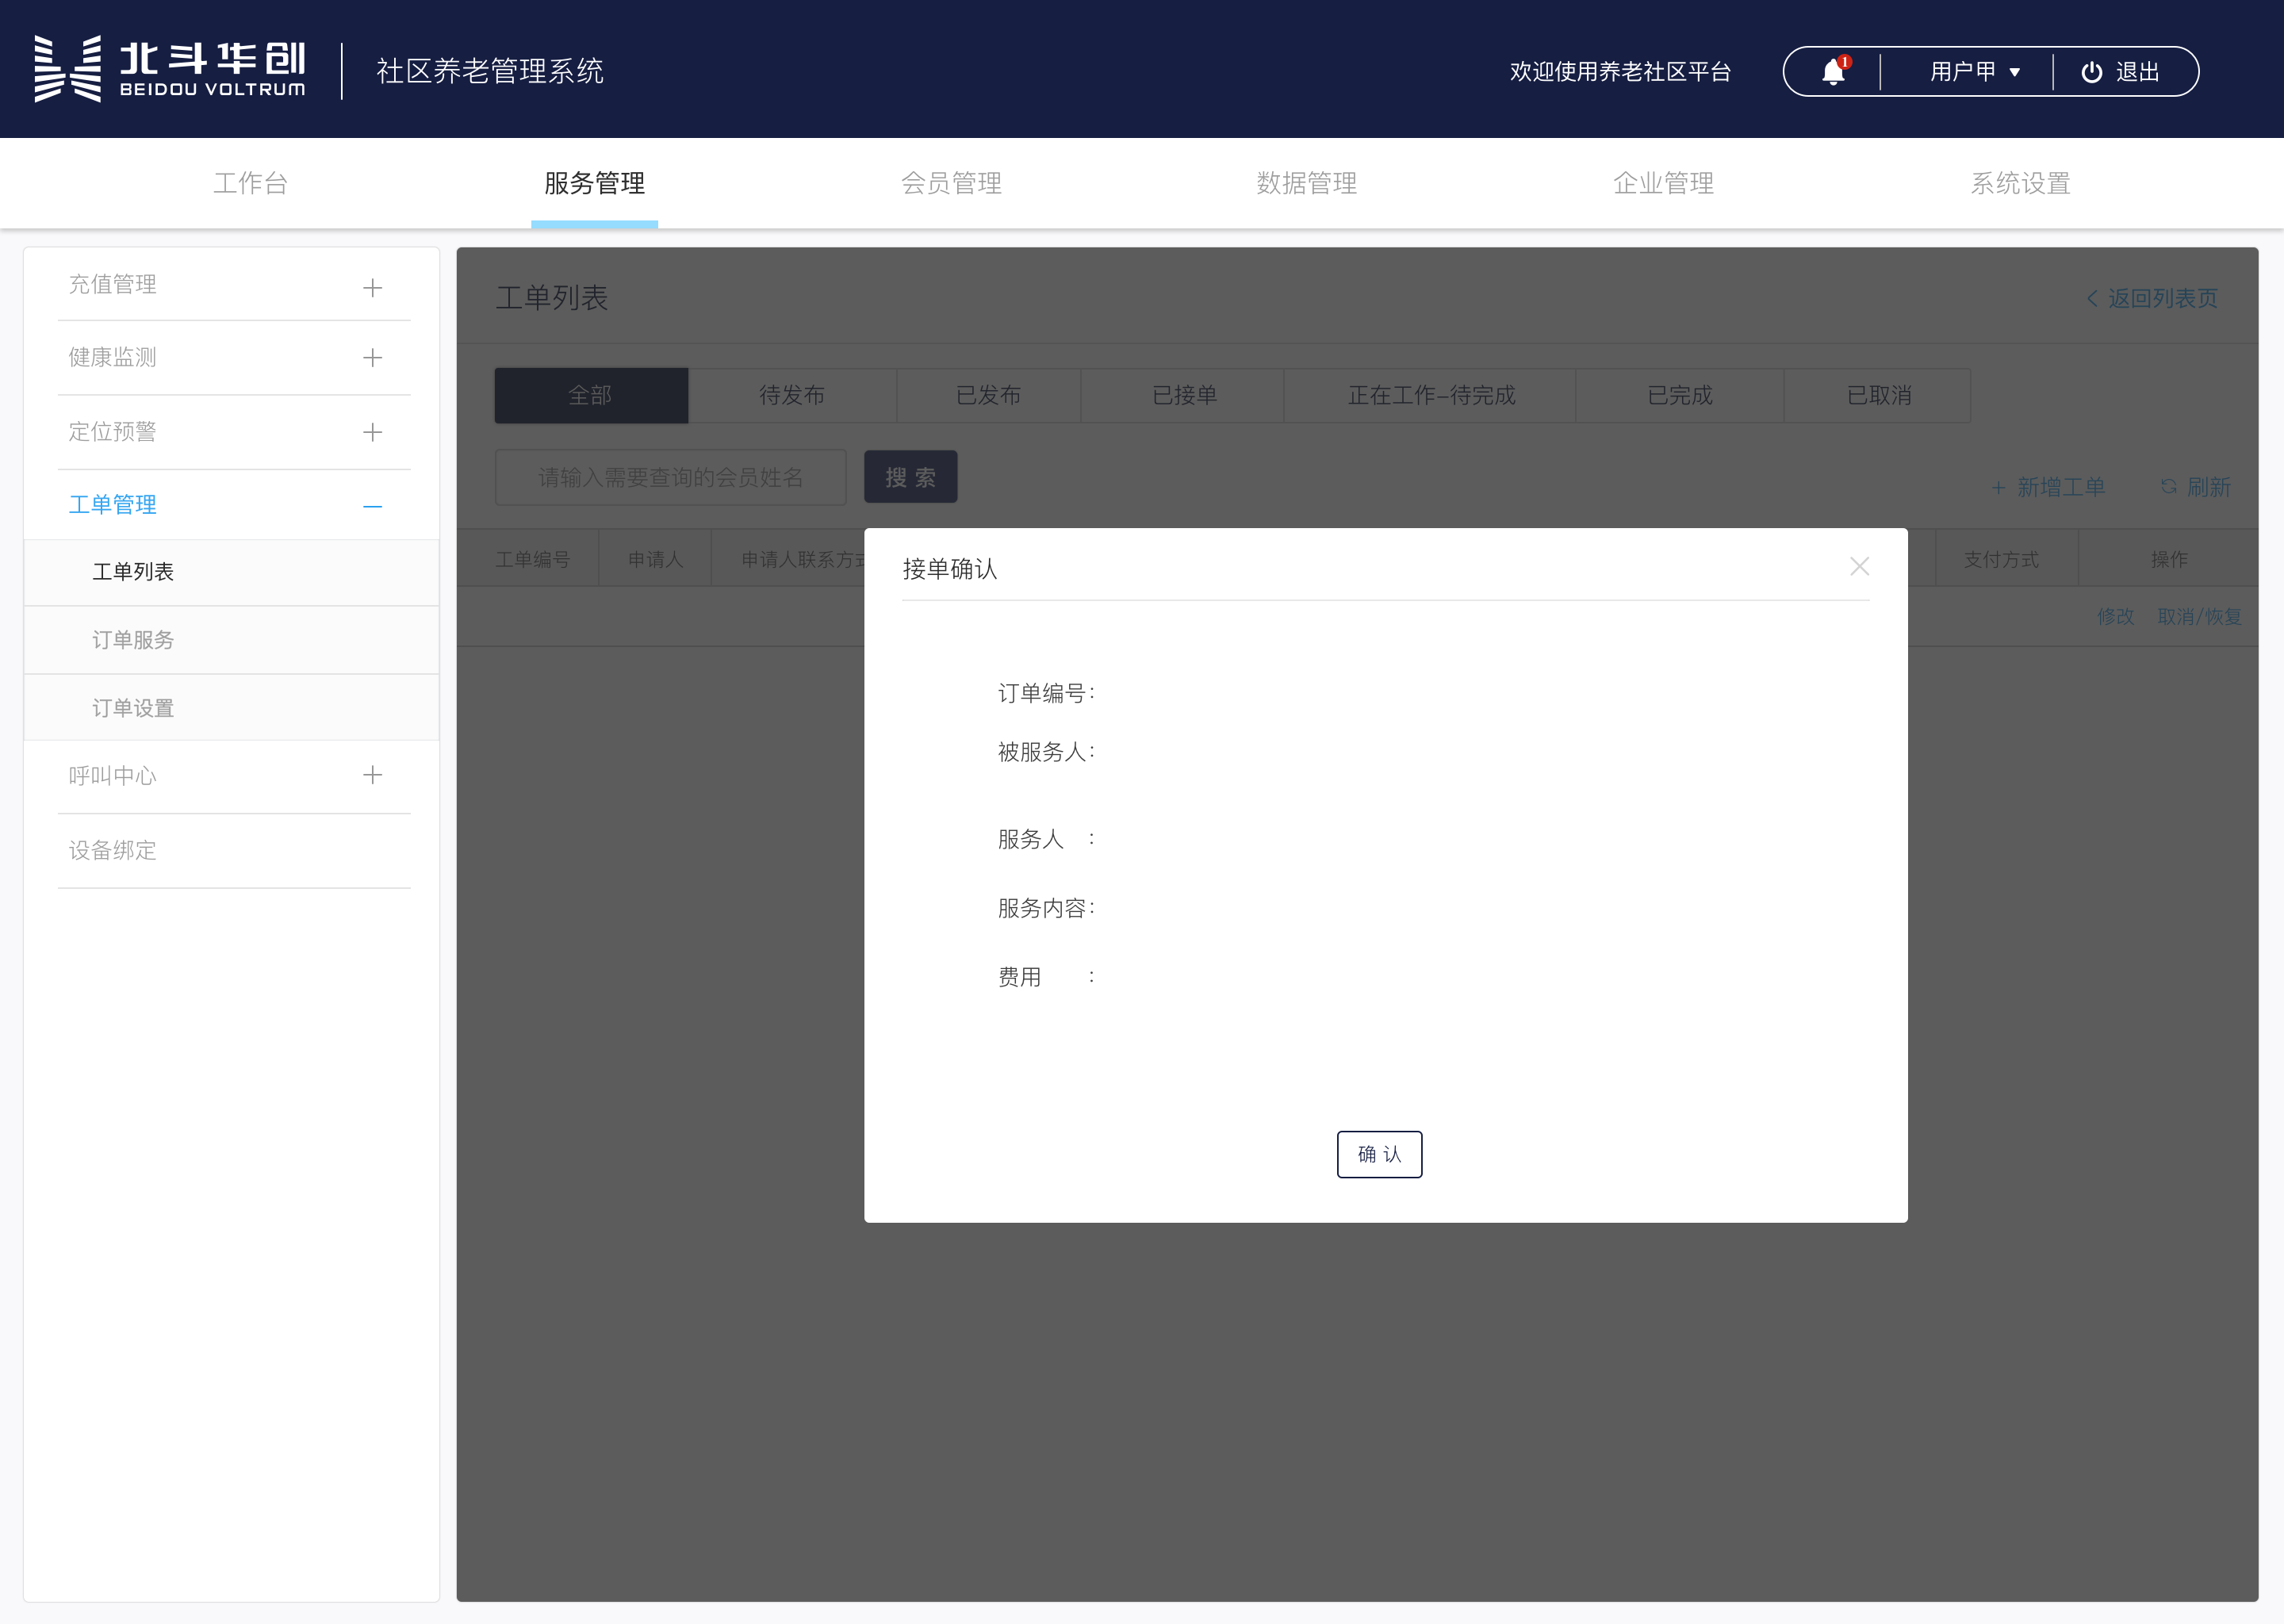 北斗华创
BEIDOU VOLTRUM
社区养老管理系统
欢迎使用养老社区平台
1
用户甲
退出
工作台
服务管理
会员管理
数据管理
企业管理
系统设置
充值管理
健康监测
定位预警
工单管理
工单列表
订单服务
订单设置
呼叫中心
设备绑定
工单列表
返回列表页
全部
待发布
已发布
已接单
正在工作-待完成
已完成
已取消
请输入需要查询的会员姓名
搜 索
+ 新增工单
刷新
工单编号
申请人
申请人联系方式
支付方式
操作
修改
取消/恢复
接单确认
订单编号：
被服务人：
服务人 ：
服务内容：
费用 ：
确 认